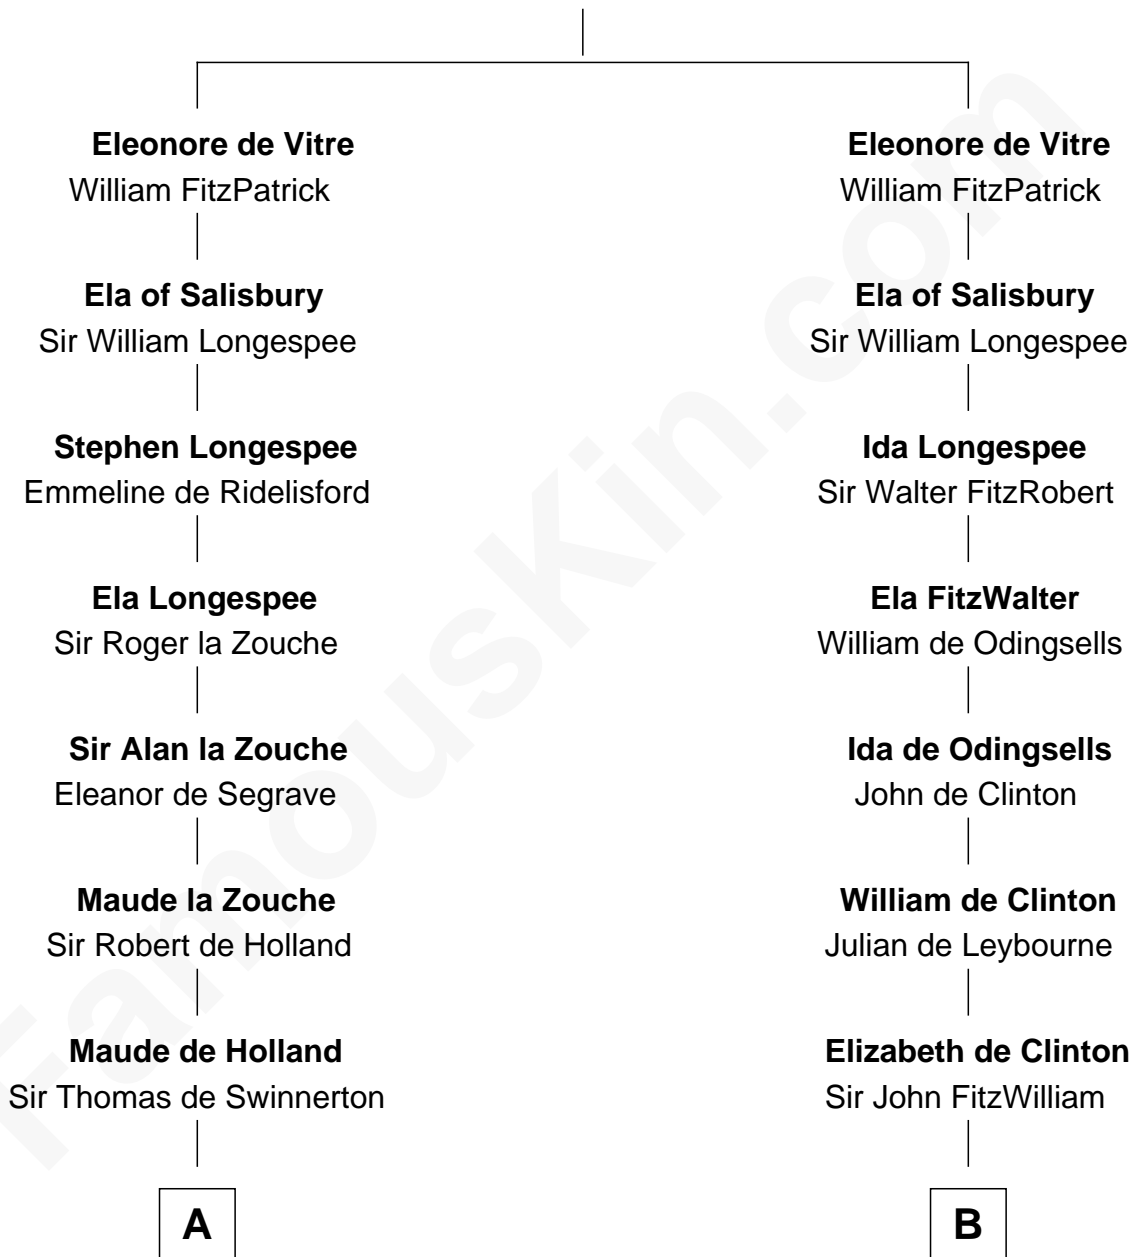 Eleonore de Vitre
William FitzPatrick
Ela of Salisbury
Sir William Longespee
Stephen Longespee
Emmeline de Ridelisford
Ela Longespee
Sir Roger la Zouche
Sir Alan la Zouche
Eleanor de Segrave
Maude la Zouche
Sir Robert de Holland
Maude de Holland
Sir Thomas de Swinnerton
A
Eleonore de Vitre
William FitzPatrick
Ela of Salisbury
Sir William Longespee
Ida Longespee
Sir Walter FitzRobert
Ela FitzWalter
William de Odingsells
Ida de Odingsells
John de Clinton
William de Clinton
Julian de Leybourne
Elizabeth de Clinton
Sir John FitzWilliam
B
FamousKin.com